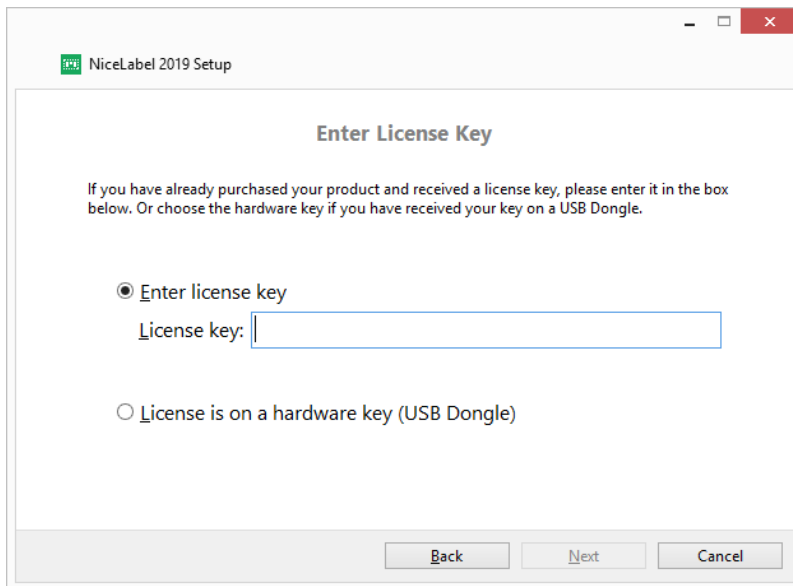 NiceLabel 2019 Setup
Enter License Key
If you have already purchased your product and received a license key, please enter it in the box
below. Or choose the hardware key if you have received your key on a USB Dongle.
Enter license key
License key:
License is on a hardware key (USB Dongle)
Back Next Cancel